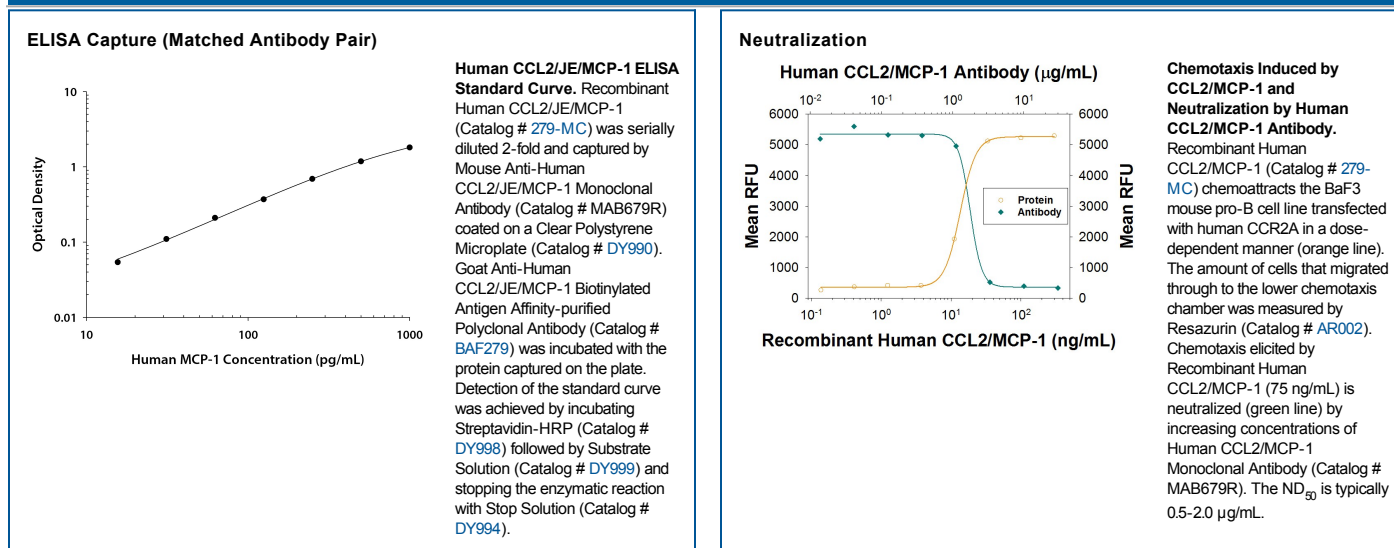 ELISA Capture (Matched Antibody Pair)
10
1
0.1
0.01
Optical Density
10
100
1000
Human MCP-1 Concentration (pg/mL)
Human CCL2/JE/MCP-1 ELISA
Standard Curve. Recombinant
Human CCL2/JE/MCP-1
(Catalog # 279-MC) was serially
diluted 2-fold and captured by
Mouse Anti-Human
CCL2/JE/MCP-1 Monoclonal
Antibody (Catalog # MAB679R)
coated on a Clear Polystyrene
Microplate (Catalog # DY990).
Goat Anti-Human
CCL2/JE/MCP-1 Biotinylated
Antigen Affinity-purified
Polyclonal Antibody (Catalog #
BAF279) was incubated with the
protein captured on the plate.
Detection of the standard curve
was achieved by incubating
Streptavidin-HRP (Catalog #
DY998) followed by Substrate
Solution (Catalog # DY999) and
stopping the enzymatic reaction
with Stop Solution (Catalog #
DY994).
Neutralization
Human CCL2/MCP-1 Antibody (µg/mL)
10⁻² 10⁻¹ 10⁰ 10¹
6000 6000
5000 5000
4000 4000
3000 3000
2000 2000
1000 1000
0 0
Mean RFU
Mean RFU
Protein
Antibody
10⁻¹ 10⁰ 10¹ 10²
Recombinant Human CCL2/MCP-1 (ng/mL)
Chemotaxis Induced by
CCL2/MCP-1 and
Neutralization by Human
CCL2/MCP-1 Antibody.
Recombinant Human
CCL2/MCP-1 (Catalog # 279-
MC) chemoattracts the BaF3
mouse pro-B cell line transfected
with human CCR2A in a dose-
dependent manner (orange line).
The amount of cells that migrated
through to the lower chemotaxis
chamber was measured by
Resazurin (Catalog # AR002).
Chemotaxis elicited by
Recombinant Human
CCL2/MCP-1 (75 ng/mL) is
neutralized (green line) by
increasing concentrations of
Human CCL2/MCP-1
Monoclonal Antibody (Catalog #
MAB679R). The ND₅₀ is typically
0.5-2.0 µg/mL.